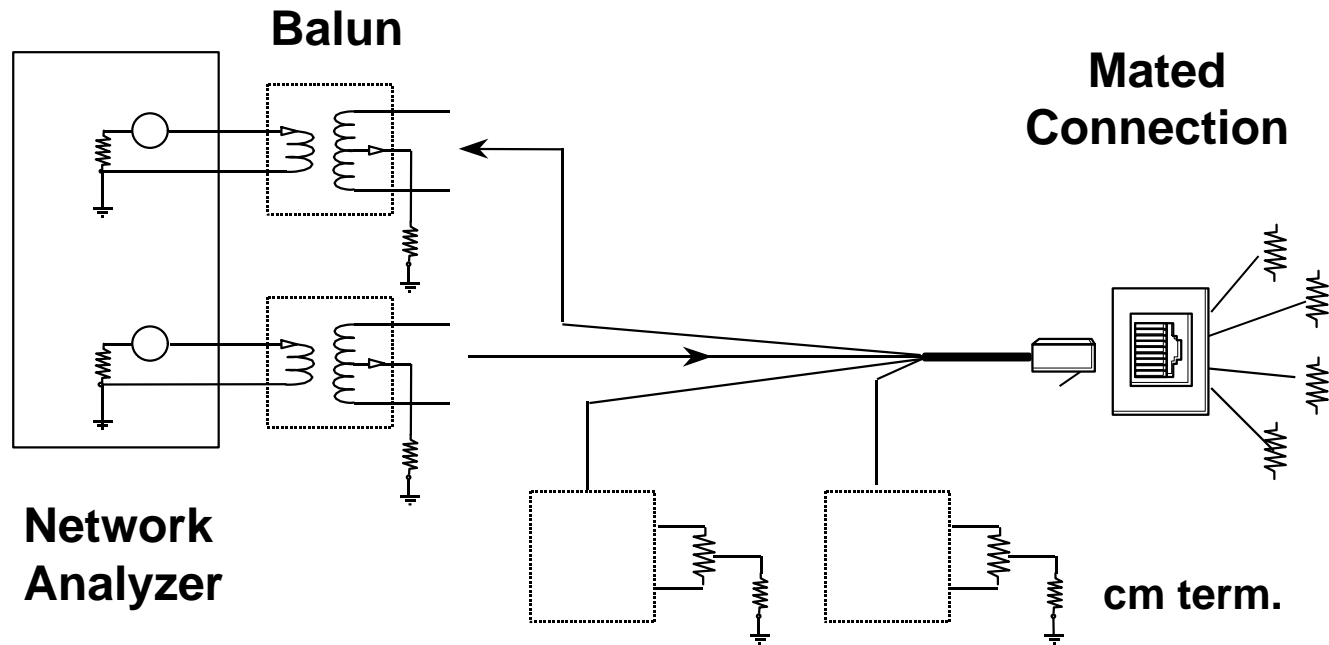 Balun
Mated
Connection
Network
Analyzer
cm term.